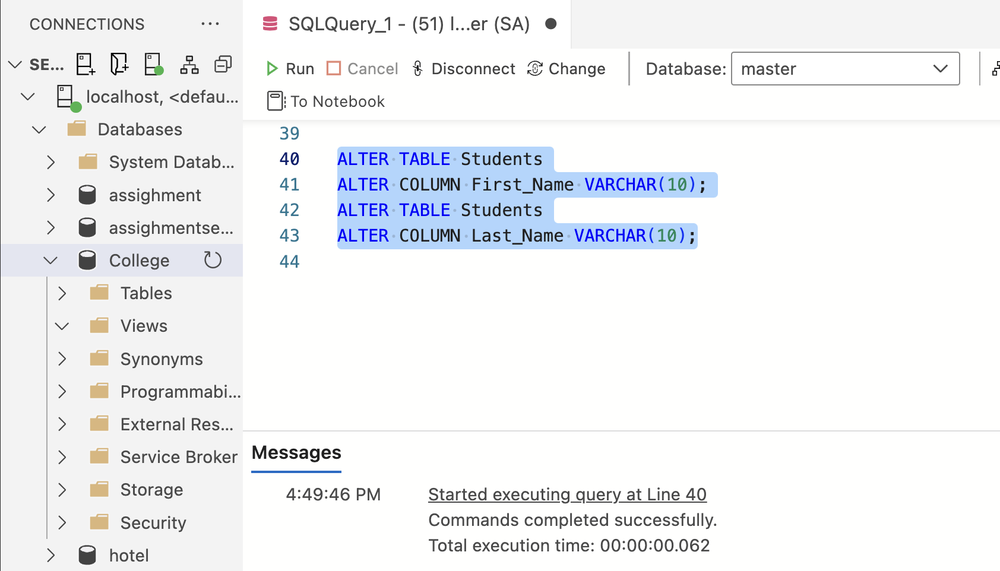 CONNECTIONS
SE...
localhost, <defau...
Databases
System Datab...
assighment
assighmentse...
College
Tables
Views
Synonyms
Programmabi...
External Res...
Service Broker
Storage
Security
hotel
SQLQuery_1 - (51) l...er (SA)
Run Cancel Disconnect Change Database: master
To Notebook
39
40 ALTER TABLE Students
41 ALTER COLUMN First_Name VARCHAR(10);
42 ALTER TABLE Students
43 ALTER COLUMN Last_Name VARCHAR(10);
44
Messages
4:49:46 PM Started executing query at Line 40
Commands completed successfully.
Total execution time: 00:00:00.062